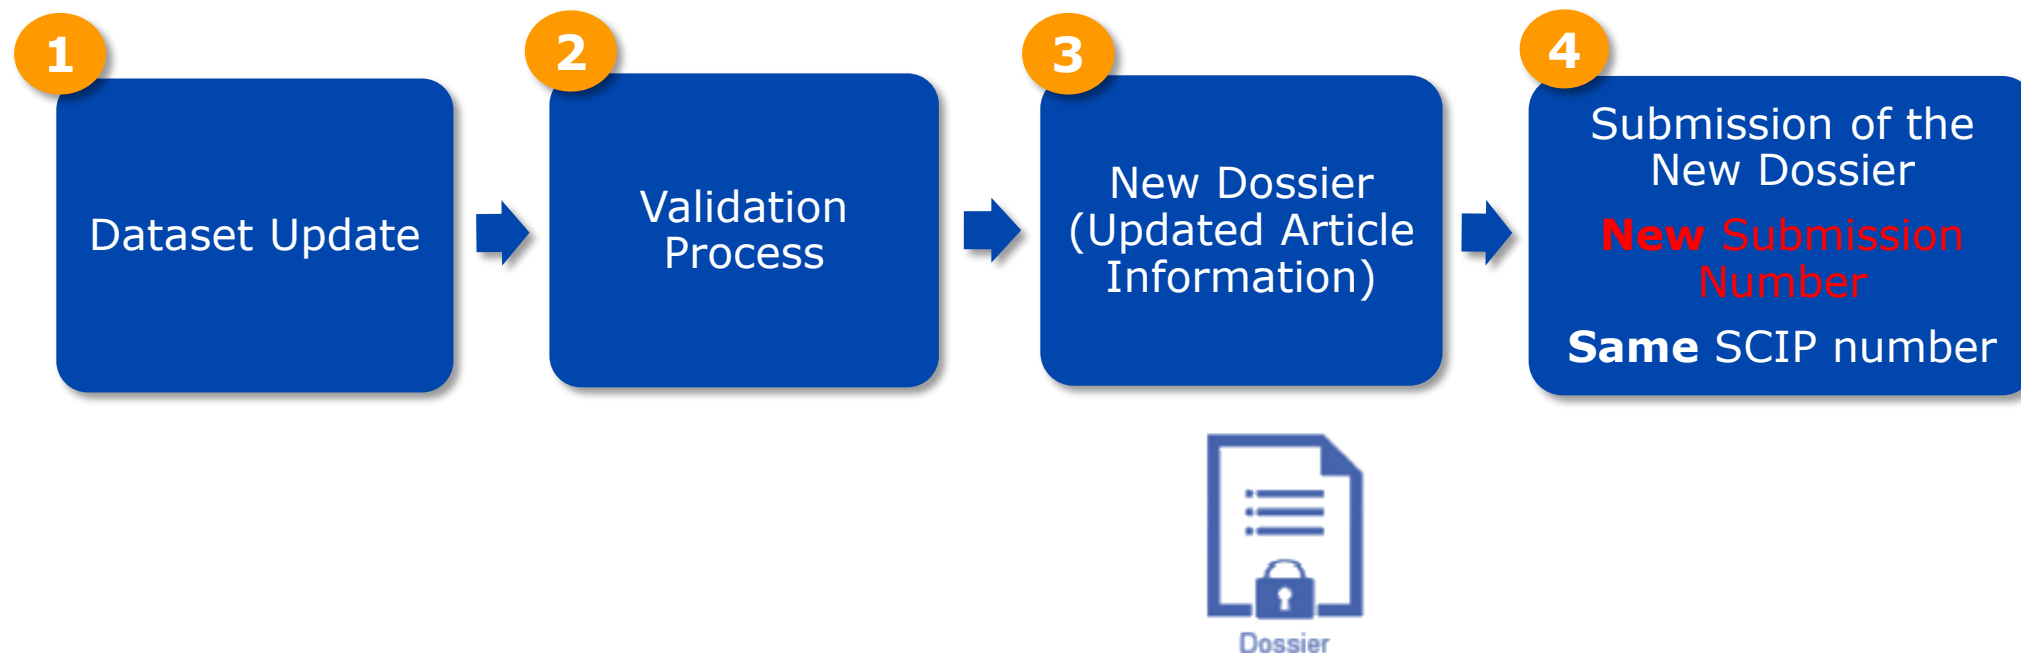 1
Dataset Update
2
Validation
Process
3
New Dossier
(Updated Article
Information)
4
Submission of the
New Dossier
New Submission
Number
Same SCIP number
Dossier